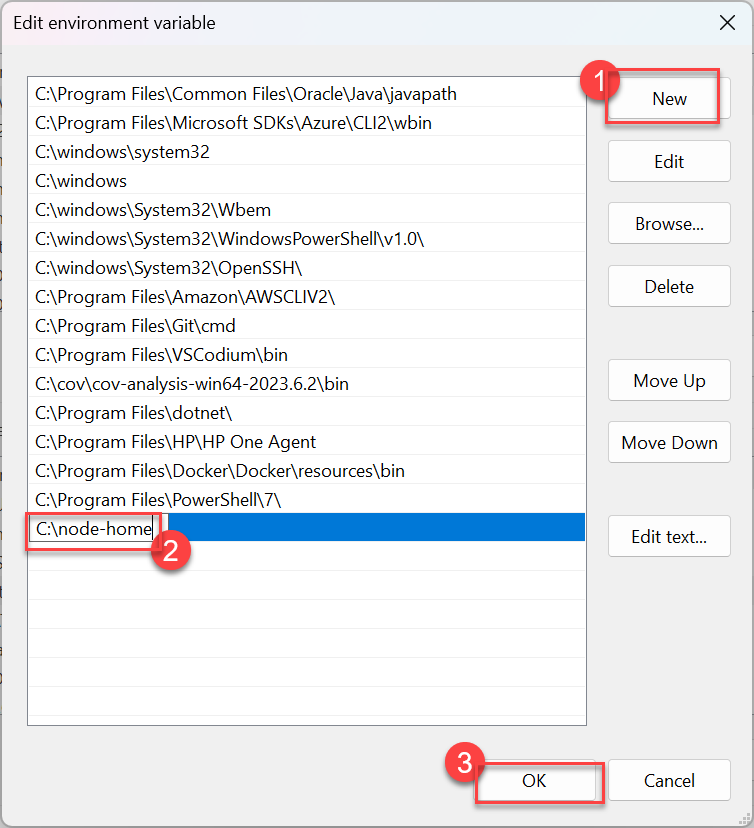 Edit environment variable
C:\Program Files\Common Files\Oracle\Java\javapath
C:\Program Files\Microsoft SDKs\Azure\CLI2\wbin
C:\windows\system32
C:\windows
C:\windows\System32\Wbem
C:\windows\System32\WindowsPowerShell\v1.0\
C:\windows\System32\OpenSSH\
C:\Program Files\Amazon\AWSCLIV2\
C:\Program Files\Git\cmd
C:\Program Files\VSCodium\bin
C:\cov\cov-analysis-win64-2023.6.2\bin
C:\Program Files\dotnet\
C:\Program Files\HP\HP One Agent
C:\Program Files\Docker\Docker\resources\bin
C:\Program Files\PowerShell\7\
C:\node-home
2
1
New
Edit
Browse...
Delete
Move Up
Move Down
Edit text...
3
OK
Cancel